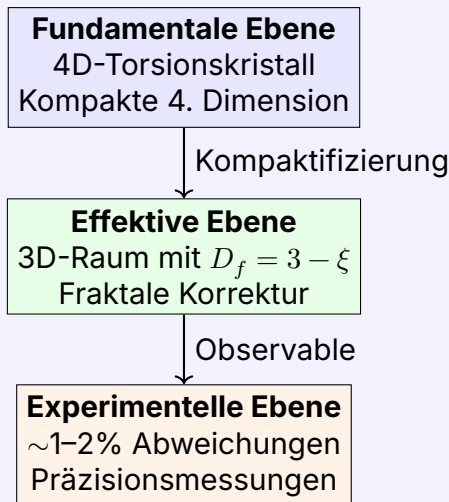 Fundamentale Ebene
4D-Torsionskristall
Kompakte 4. Dimension
Kompaktifizierung
Effektive Ebene
3D-Raum mit D_f = 3 − ξ
Fraktale Korrektur
Observable
Experimentelle Ebene
∼1–2% Abweichungen
Präzisionsmessungen